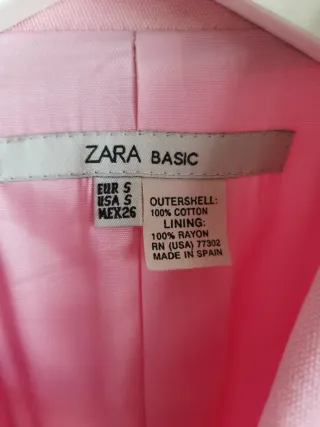 ZARA BASIC
EUR S
USA S
MEX 26
OUTERSHELL:
100% COTTON
LINING:
100% RAYON
RN (USA) 77302
MADE IN SPAIN